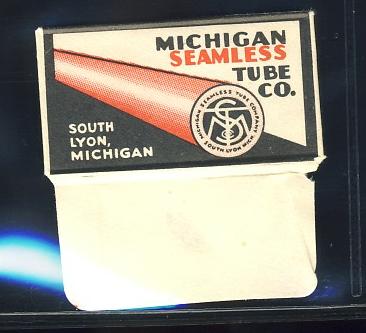 MICHIGAN
SEAMLESS
TUBE
CO.
MICHIGAN SEAMLESS TUBE COMPANY
SOUTH LYON MICH.
SOUTH
LYON,
MICHIGAN